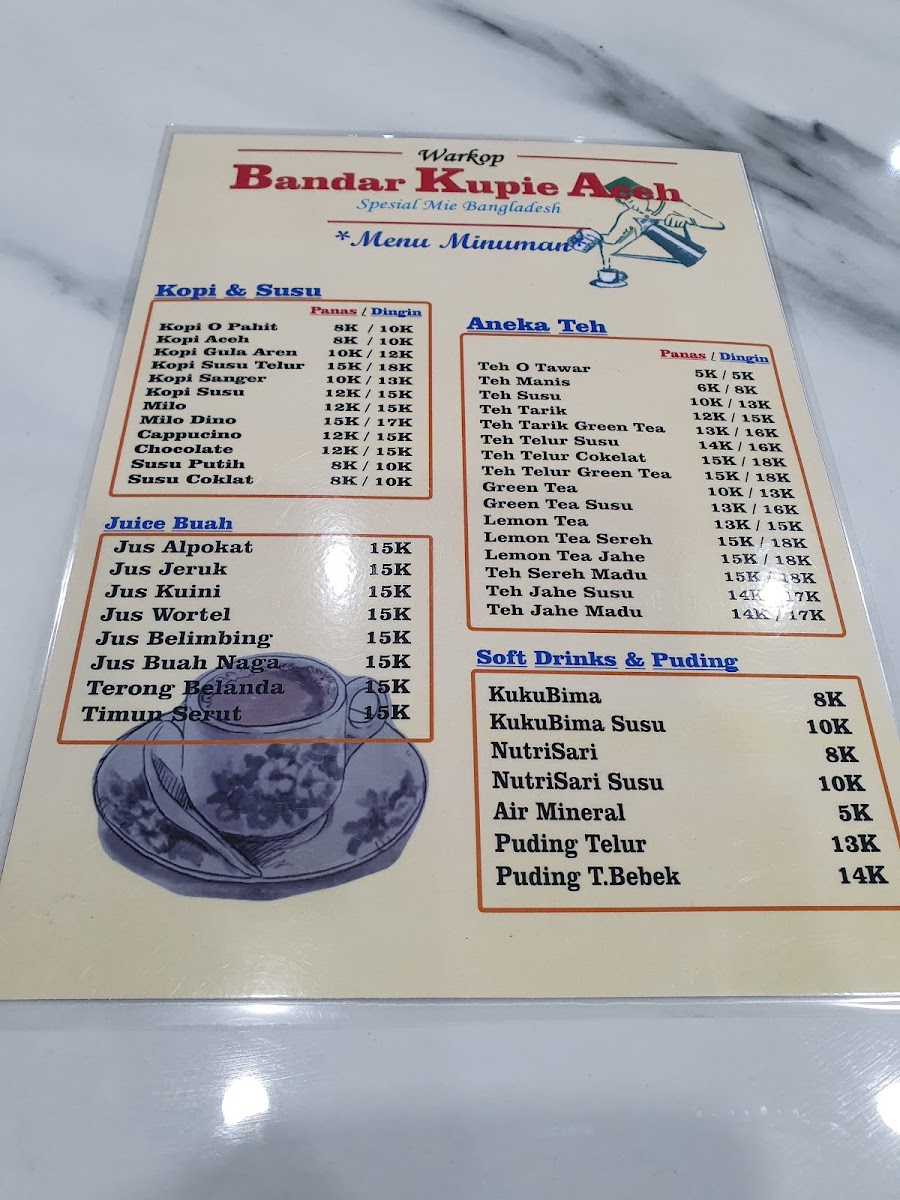 Warkop
Bandar Kupie Aceh
Spesial Mie Bangladesh
*Menu Minuman*
Kopi & Susu
Panas / Dingin
Kopi O Pahit 8K / 10K
Kopi Aceh 8K / 10K
Kopi Gula Aren 10K / 12K
Kopi Susu Telur 15K / 18K
Kopi Sanger 10K / 13K
Kopi Susu 12K / 15K
Milo 12K / 15K
Milo Dino 15K / 17K
Cappucino 12K / 15K
Chocolate 12K / 15K
Susu Putih 8K / 10K
Susu Coklat 8K / 10K
Juice Buah
Jus Alpokat 15K
Jus Jeruk 15K
Jus Kuini 15K
Jus Wortel 15K
Jus Belimbing 15K
Jus Buah Naga 15K
Terong Belanda 15K
Timun Serut 15K
Aneka Teh
Panas / Dingin
Teh O Tawar 5K / 5K
Teh Manis 6K / 8K
Teh Susu 10K / 13K
Teh Tarik 12K / 15K
Teh Tarik Green Tea 13K / 16K
Teh Telur Susu 14K / 16K
Teh Telur Cokelat 15K / 18K
Teh Telur Green Tea 15K / 18K
Green Tea 10K / 13K
Green Tea Susu 13K / 16K
Lemon Tea 13K / 15K
Lemon Tea Sereh 15K / 18K
Lemon Tea Jahe 15K / 18K
Teh Sereh Madu 15K / 18K
Teh Jahe Susu 14K / 17K
Teh Jahe Madu 14K / 17K
Soft Drinks & Puding
KukuBima 8K
KukuBima Susu 10K
NutriSari 8K
NutriSari Susu 10K
Air Mineral 5K
Puding Telur 13K
Puding T.Bebek 14K